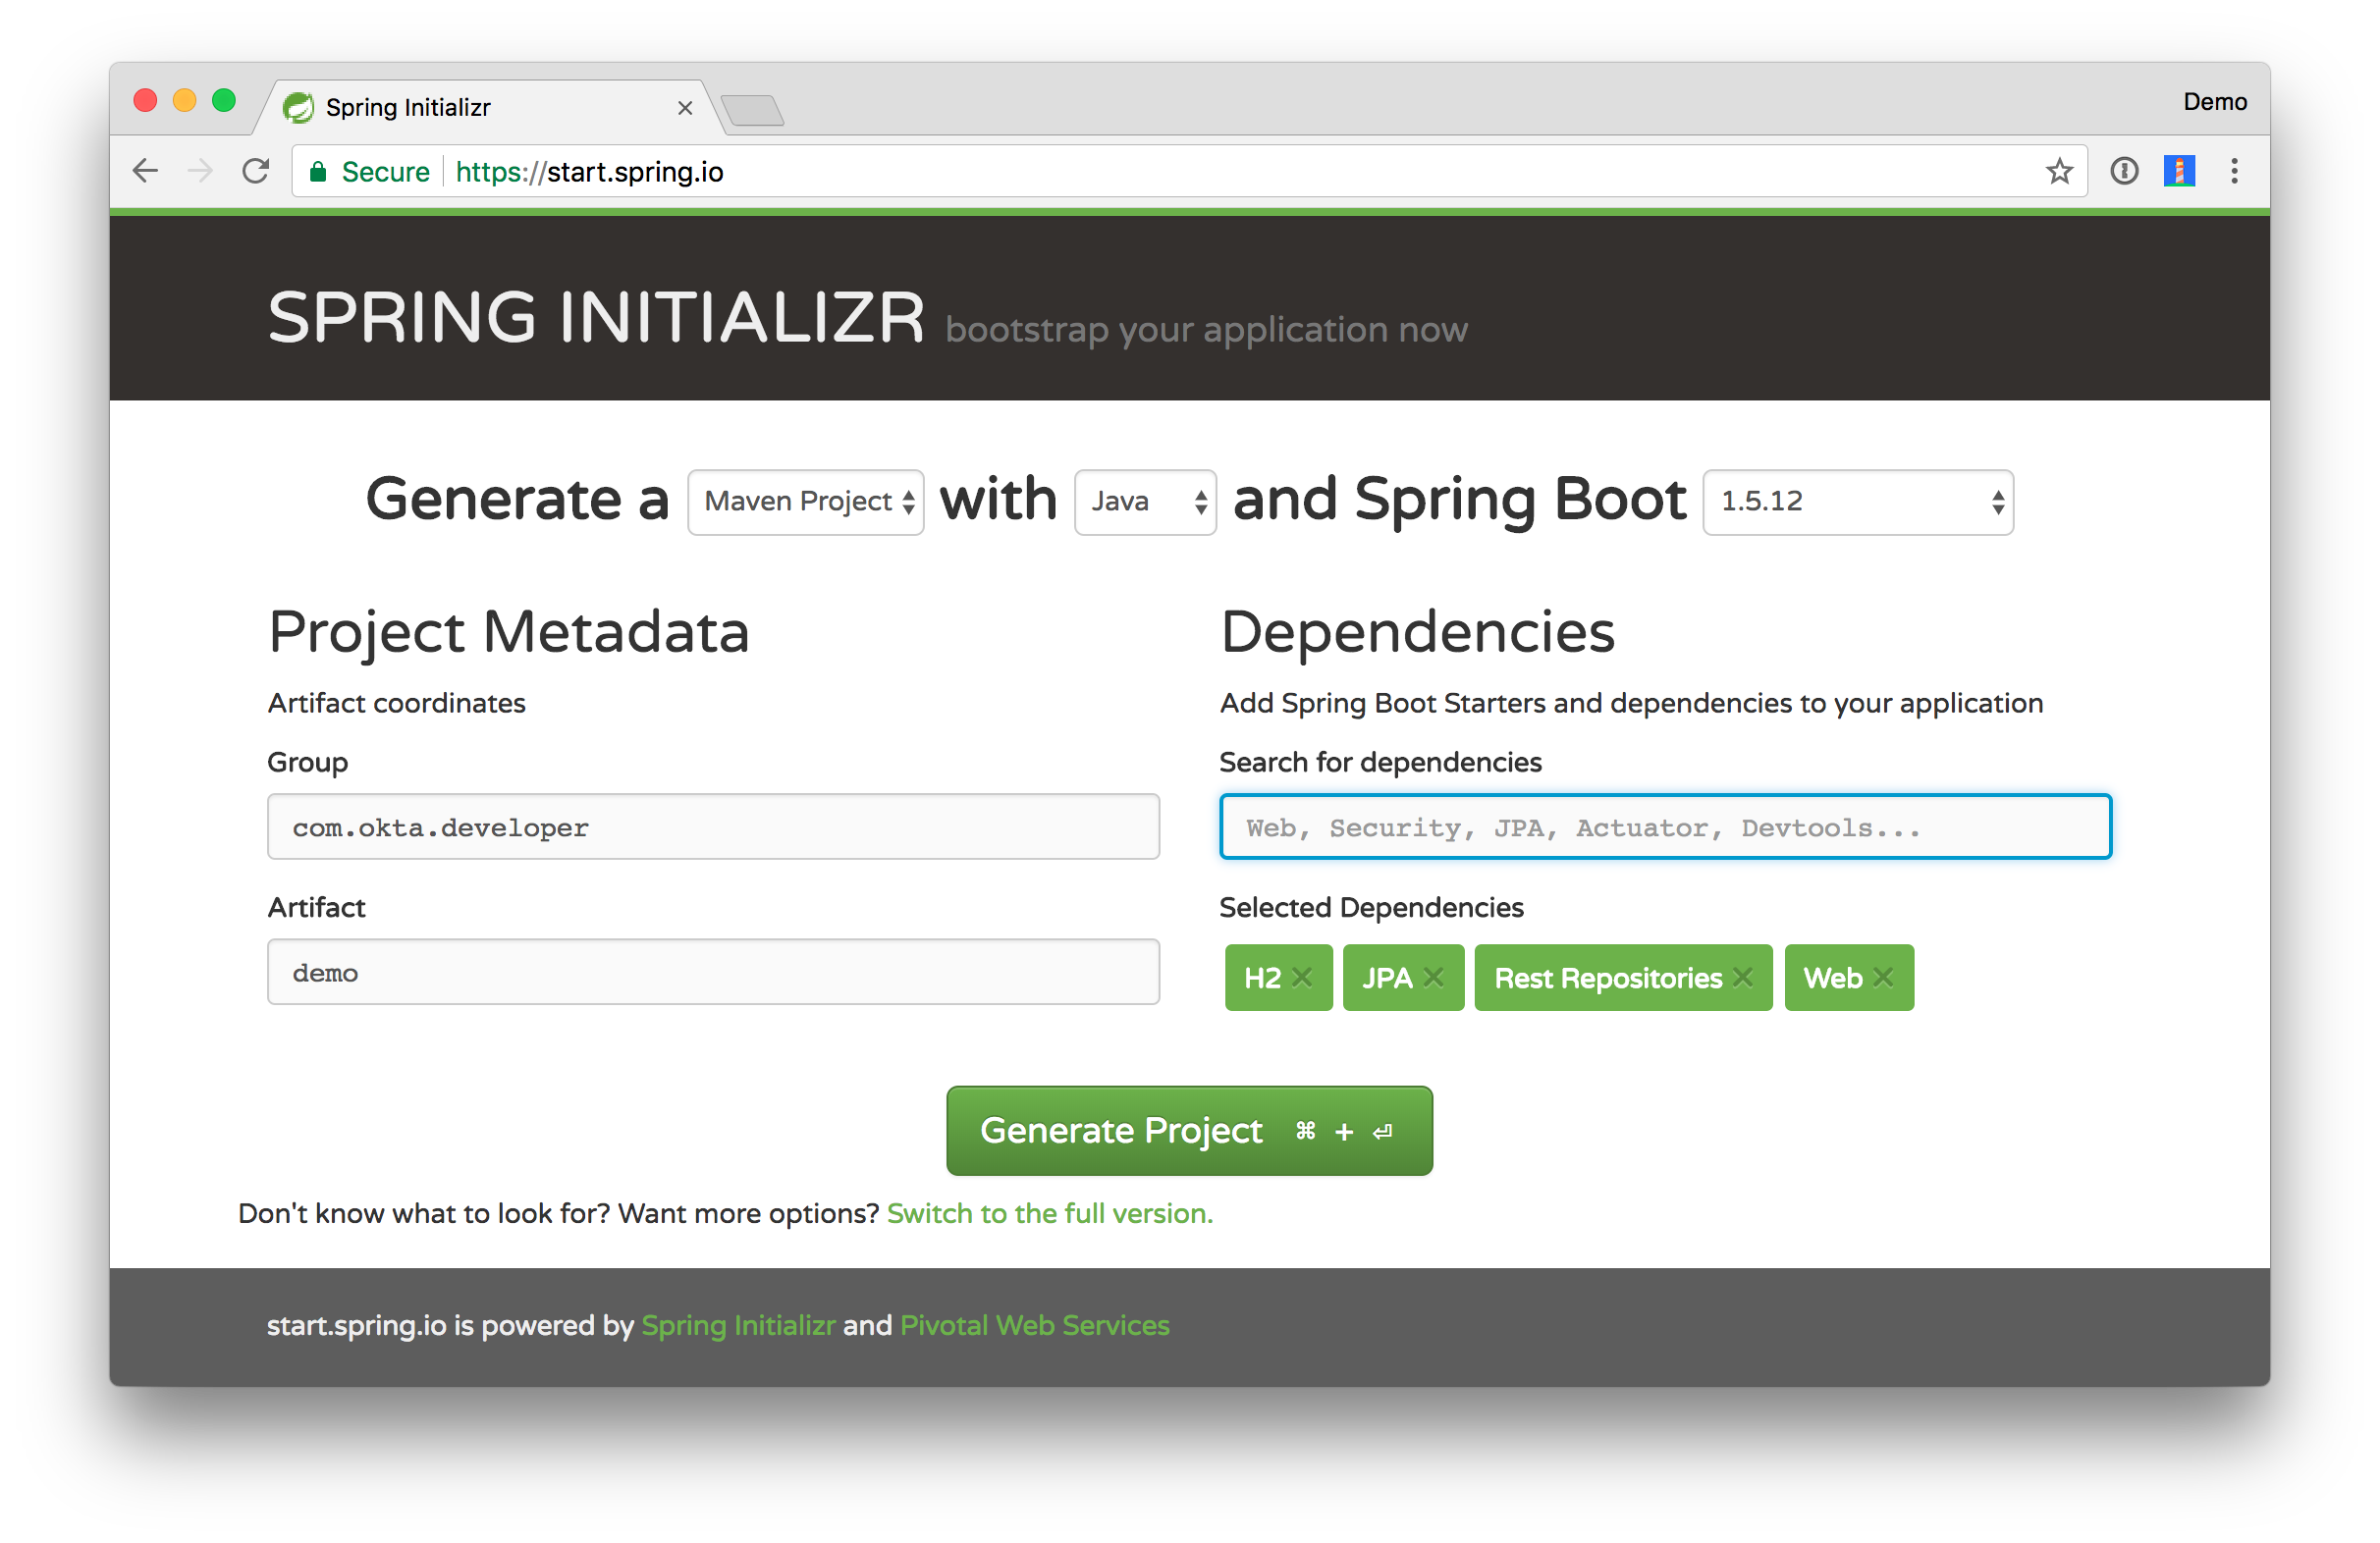 Spring Initializr
Demo
Secure https://start.spring.io
SPRING INITIALIZR bootstrap your application now
Generate a Maven Project with Java and Spring Boot 1.5.12
Project Metadata
Artifact coordinates
Group
com.okta.developer
Artifact
demo
Dependencies
Add Spring Boot Starters and dependencies to your application
Search for dependencies
Web, Security, JPA, Actuator, Devtools...
Selected Dependencies
H2 JPA Rest Repositories Web
Generate Project ⌘ + ⏎
Don't know what to look for? Want more options? Switch to the full version.
start.spring.io is powered by Spring Initializr and Pivotal Web Services